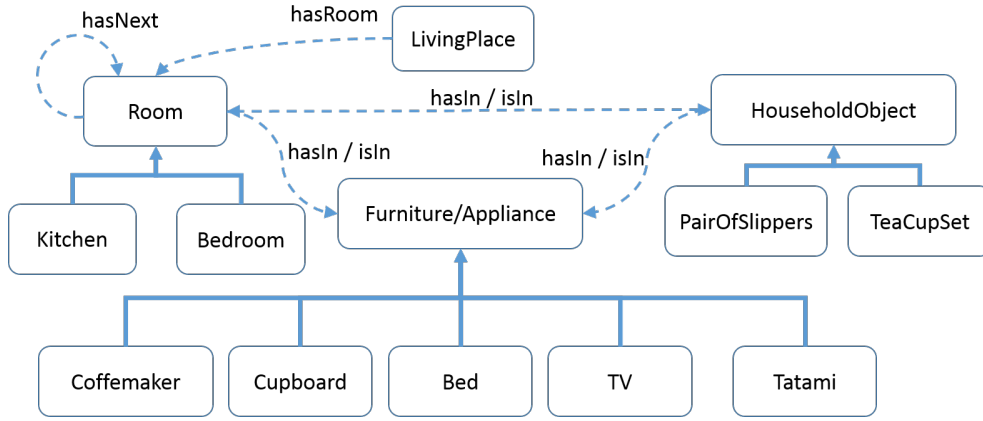 hasNext
hasRoom
LivingPlace
Room
hasIn / isIn
HouseholdObject
hasIn / isIn
hasIn / isIn
Furniture/Appliance
Kitchen
Bedroom
PairOfSlippers
TeaCupSet
Coffemaker
Cupboard
Bed
TV
Tatami